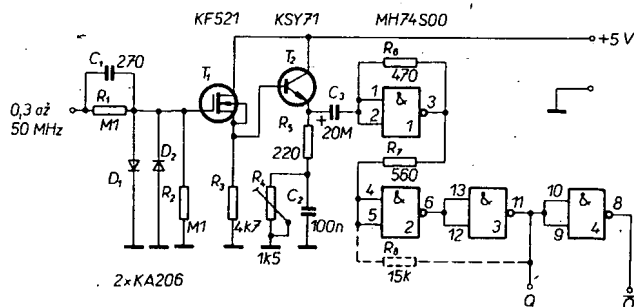 KF521 KSY71 MH74S00
+5 V
C1 270
T1
T2
R6
470
R1
M1
0,3 až
50 MHz
C3
20M
+
1
2
&
1
3
R5
220
R7
560
D1
D2
R2
M1
R3
4k7
R4
1k5
C2
100n
4
5
&
2
6
13
12
&
3
11
10
9
&
4
8
R8
15k
2xKA206
Q
Q̅